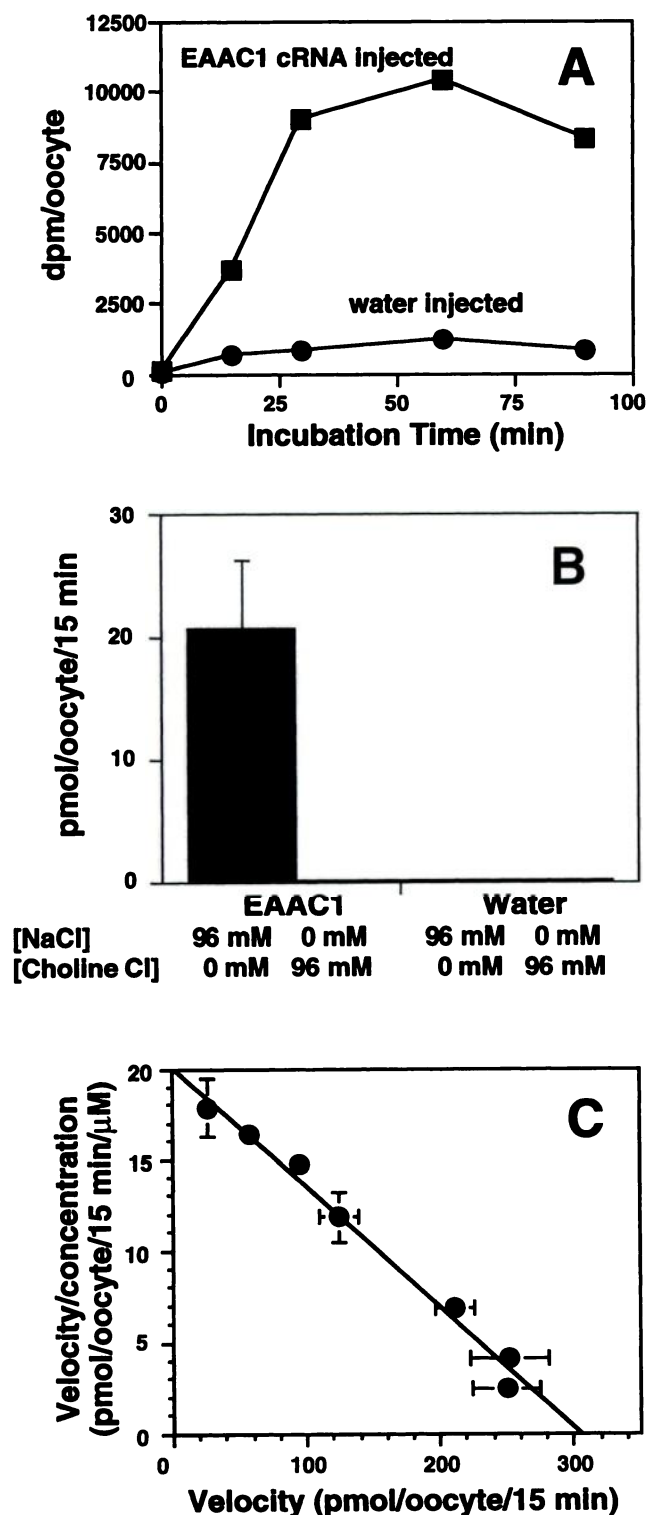 12500
EAAC1 cRNA injected
A
10000
7500
5000
2500
0
dpm/oocyte
water injected
0 25 50 75 100
Incubation Time (min)
30
B
20
10
0
pmol/oocyte/15 min
EAAC1 Water
[NaCl] 96 mM 0 mM 96 mM 0 mM
[Choline Cl] 0 mM 96 mM 0 mM 96 mM
20
C
15
10
5
0
Velocity/concentration
(pmol/oocyte/15 min/μM)
0 100 200 300
Velocity (pmol/oocyte/15 min)